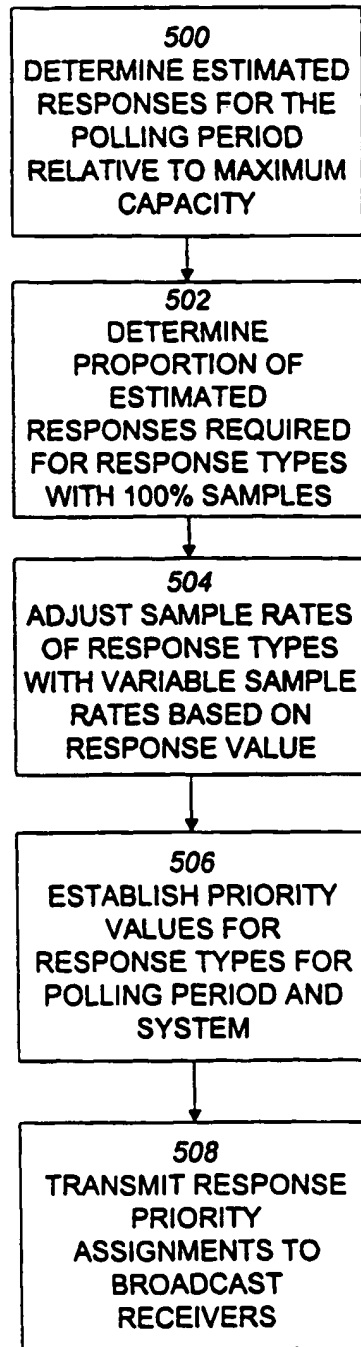 500
DETERMINE ESTIMATED
RESPONSES FOR THE
POLLING PERIOD
RELATIVE TO MAXIMUM
CAPACITY
502
DETERMINE
PROPORTION OF
ESTIMATED
RESPONSES REQUIRED
FOR RESPONSE TYPES
WITH 100% SAMPLES
504
ADJUST SAMPLE RATES
OF RESPONSE TYPES
WITH VARIABLE SAMPLE
RATES BASED ON
RESPONSE VALUE
506
ESTABLISH PRIORITY
VALUES FOR
RESPONSE TYPES FOR
POLLING PERIOD AND
SYSTEM
508
TRANSMIT RESPONSE
PRIORITY
ASSIGNMENTS TO
BROADCAST
RECEIVERS